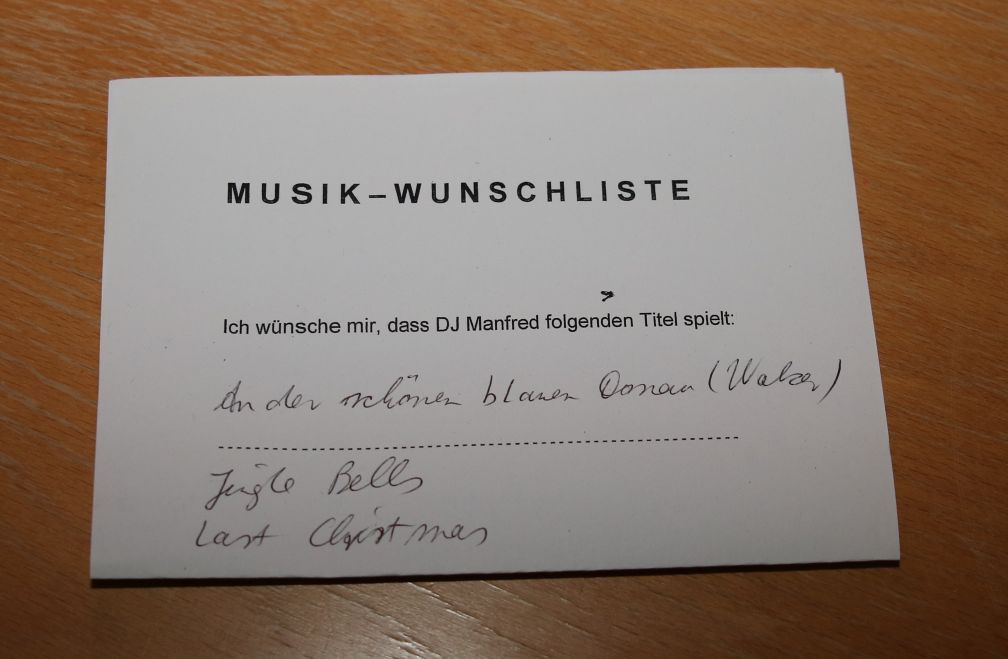 MUSIK–WUNSCHLISTE
Ich wünsche mir, dass DJ Manfred folgenden Titel spielt:
An der schönen blauen Donau (Walzer)
Jingle Bells
Last Christmas